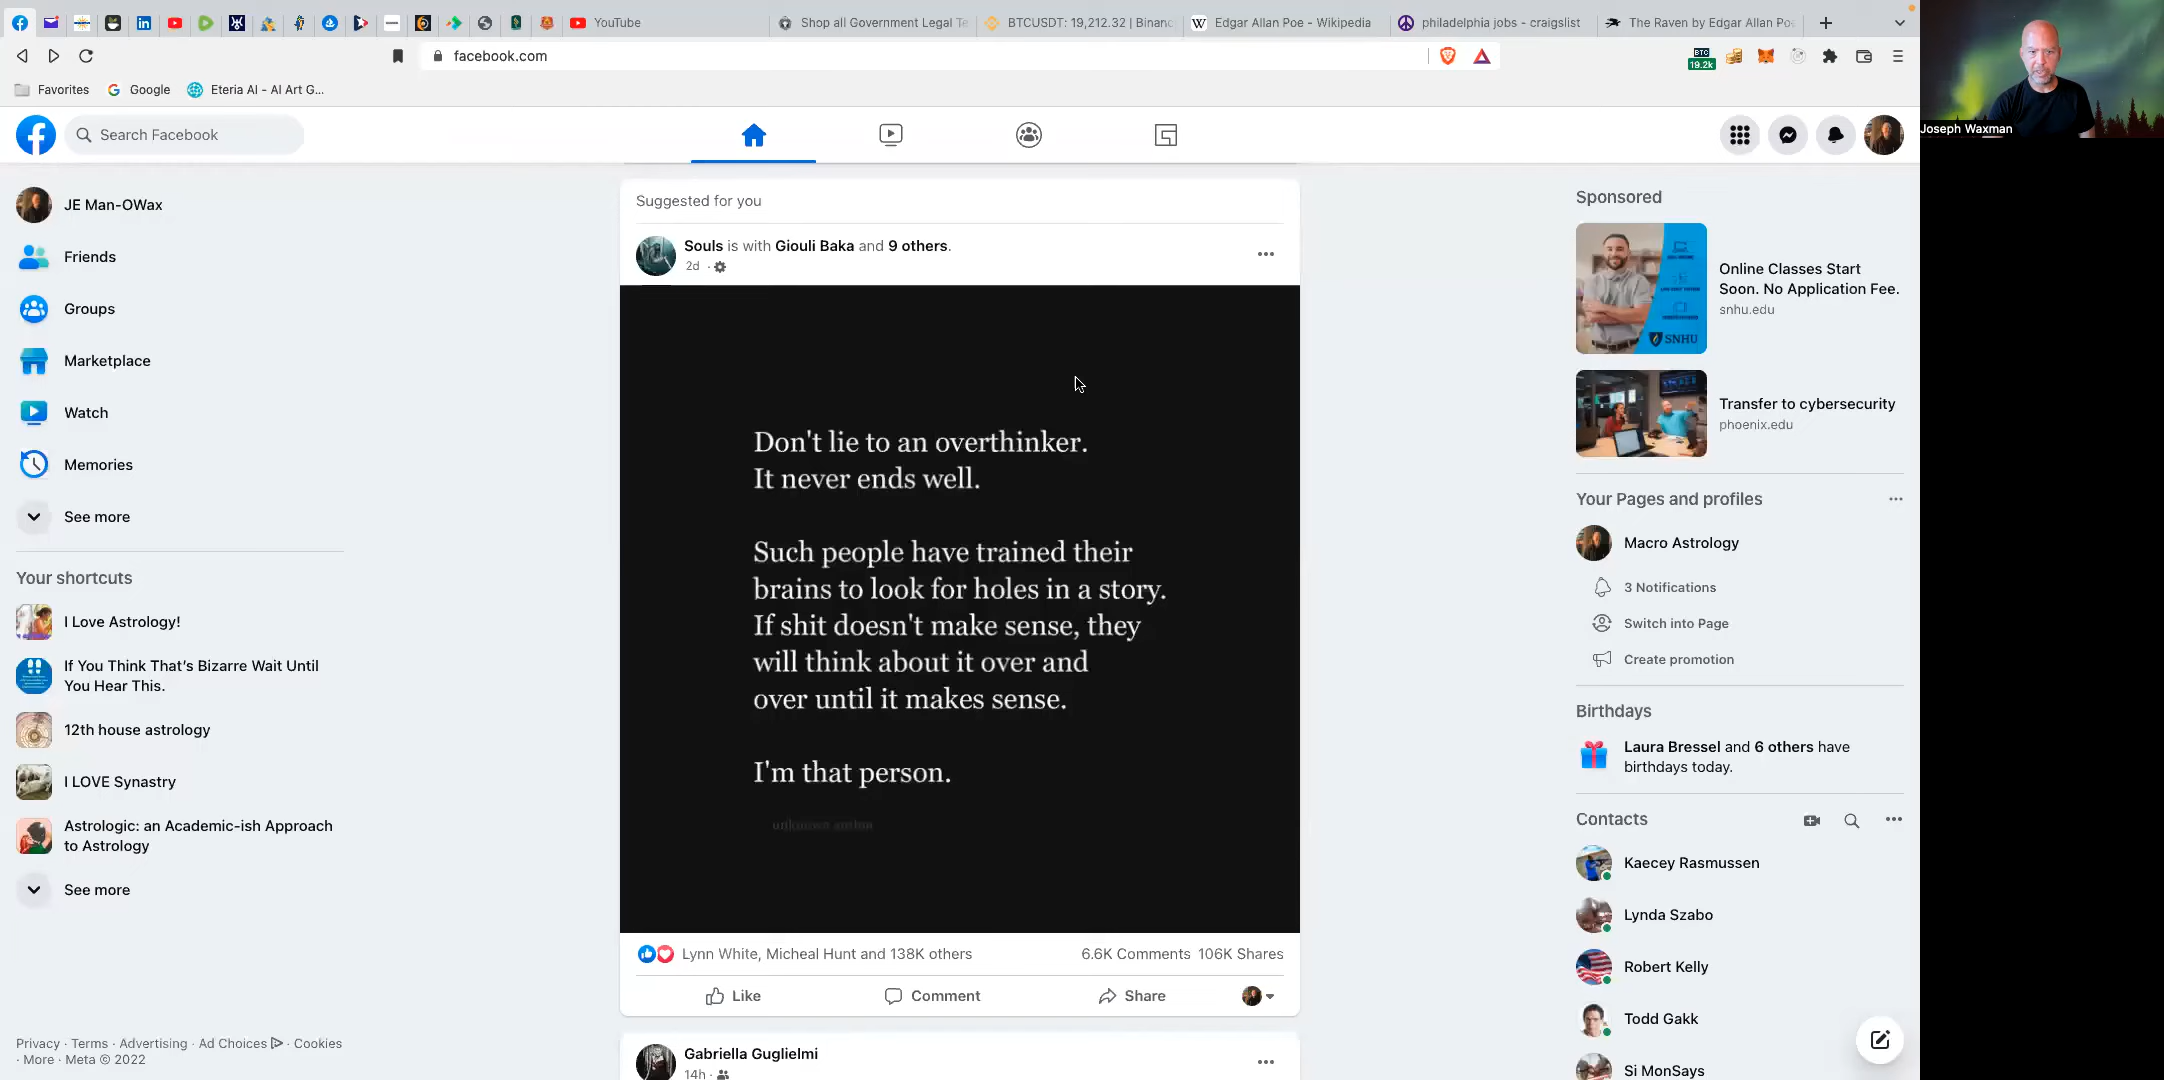 YouTube
Shop all Government Legal Te
BTCUSDT: 19,212.32 | Binanc
Edgar Allan Poe - Wikipedia
philadelphia jobs - craigslist
The Raven by Edgar Allan Poe
facebook.com
BTC
19.2k
Favorites
Google
Eteria AI - AI Art G...
Joseph Waxman
Search Facebook
JE Man-OWax
Friends
Groups
Marketplace
Watch
Memories
See more
Your shortcuts
I Love Astrology!
If You Think That's Bizarre Wait Until
You Hear This.
12th house astrology
I LOVE Synastry
Astrologic: an Academic-ish Approach
to Astrology
See more
Privacy · Terms · Advertising · Ad Choices · Cookies
· More · Meta © 2022
Suggested for you
Souls is with Giouli Baka and 9 others.
2d ·
Don't lie to an overthinker.
It never ends well.
Such people have trained their
brains to look for holes in a story.
If shit doesn't make sense, they
will think about it over and
over until it makes sense.
I'm that person.
Lynn White, Micheal Hunt and 138K others
6.6K Comments 106K Shares
Like
Comment
Share
Gabriella Guglielmi
14h ·
Sponsored
SNHU
Online Classes Start
Soon. No Application Fee.
snhu.edu
Transfer to cybersecurity
phoenix.edu
Your Pages and profiles
Macro Astrology
3 Notifications
Switch into Page
Create promotion
Birthdays
Laura Bressel and 6 others have
birthdays today.
Contacts
Kaecey Rasmussen
Lynda Szabo
Robert Kelly
Todd Gakk
Si MonSays